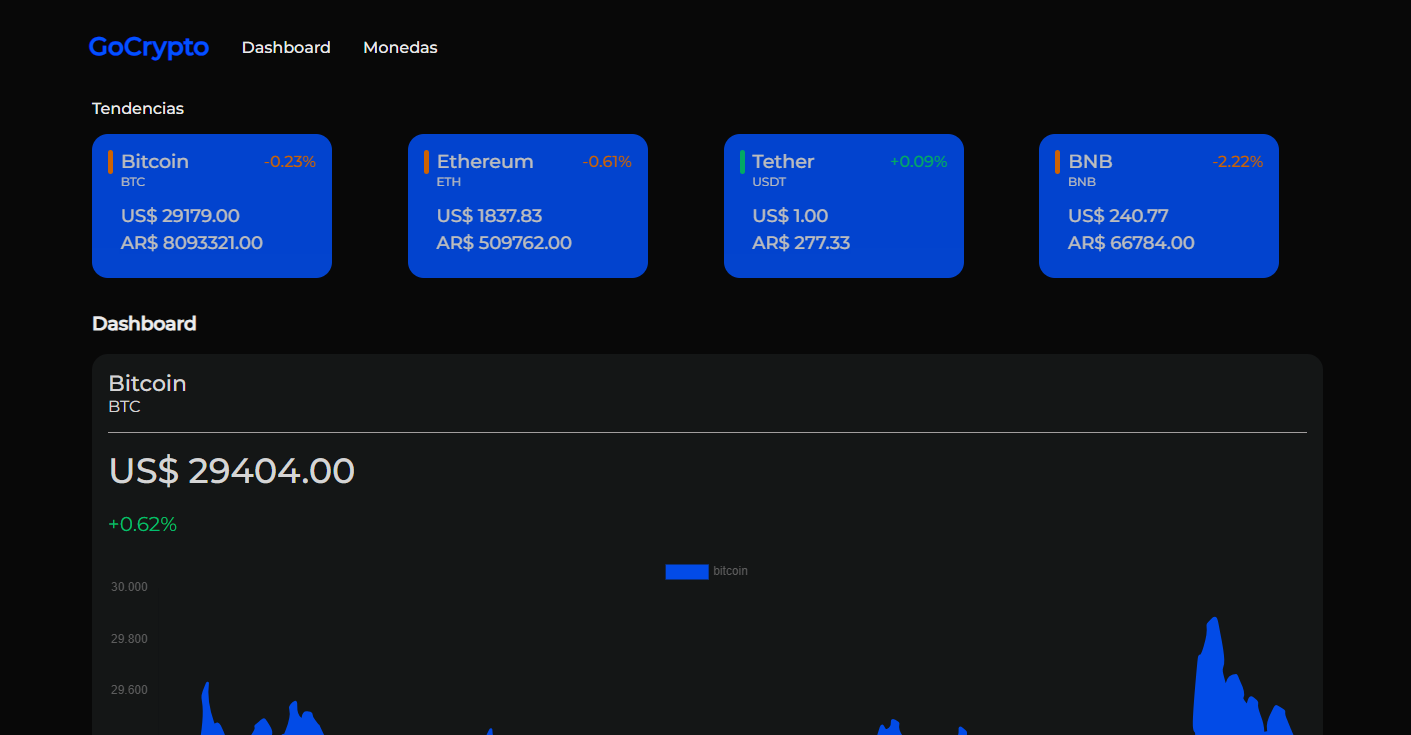 GoCrypto Dashboard Monedas
Tendencias
Bitcoin -0.23%
BTC
US$ 29179.00
AR$ 8093321.00
Ethereum -0.61%
ETH
US$ 1837.83
AR$ 509762.00
Tether +0.09%
USDT
US$ 1.00
AR$ 277.33
BNB -2.22%
BNB
US$ 240.77
AR$ 66784.00
Dashboard
Bitcoin
BTC
US$ 29404.00
+0.62%
bitcoin
30.000
29.800
29.600